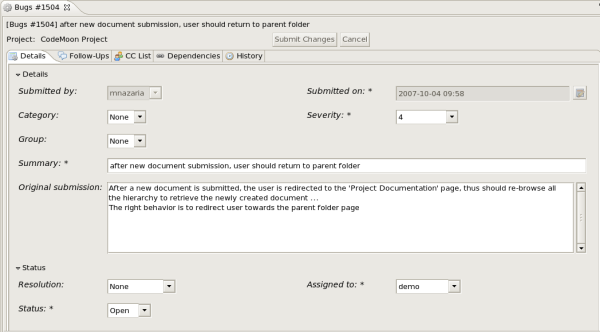 Bugs #1504
[Bugs #1504] after new document submission, user should return to parent folder
Project: CodeMoon Project Submit Changes Cancel
Details Follow-Ups CC List Dependencies History
Details
Submitted by: mnazaria Submitted on: * 2007-10-04 09:58
Category: None Severity: * 4
Group: None
Summary: * after new document submission, user should return to parent folder
Original submission: After a new document is submitted, the user is redirected to the 'Project Documentation' page, thus should re-browse all
the hierarchy to retrieve the newly created document ...
The right behavior is to redirect user towards the parent folder page
Status
Resolution: None Assigned to: * demo
Status: * Open